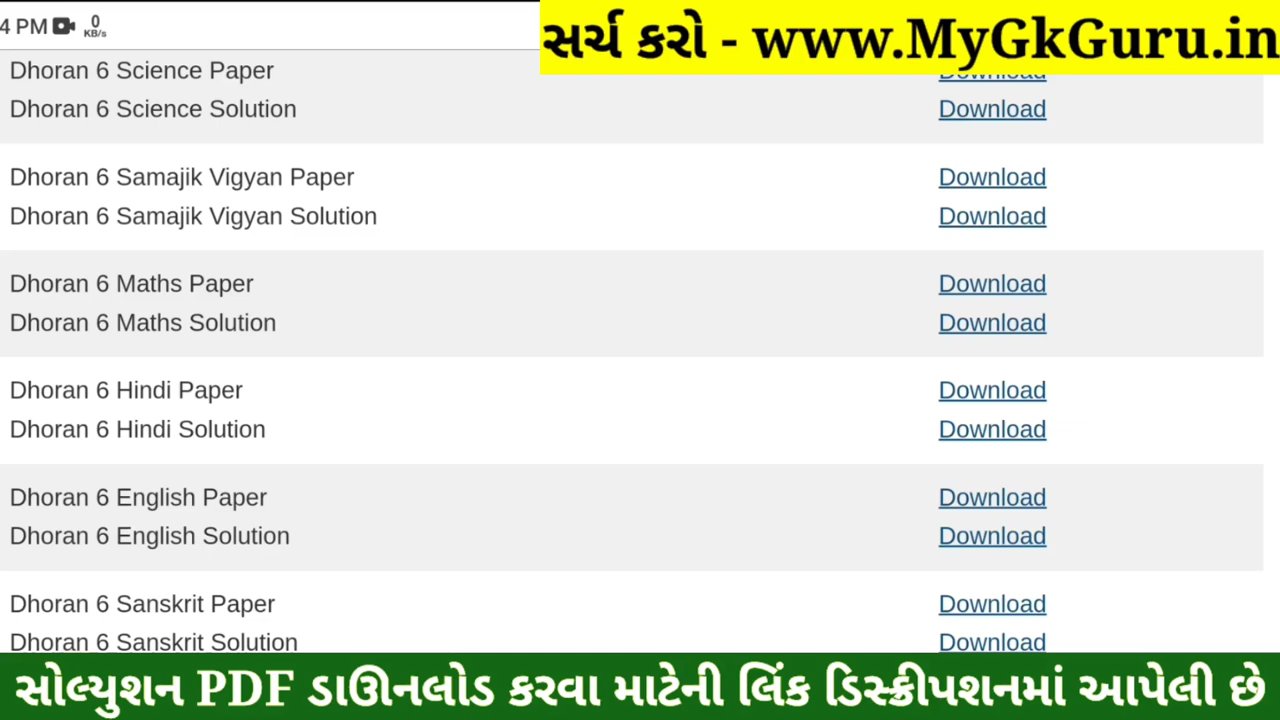 4 PM 0 KB/s
સર્ચ કરો - www.MyGkGuru.in
Dhoran 6 Science Paper Download
Dhoran 6 Science Solution Download
Dhoran 6 Samajik Vigyan Paper Download
Dhoran 6 Samajik Vigyan Solution Download
Dhoran 6 Maths Paper Download
Dhoran 6 Maths Solution Download
Dhoran 6 Hindi Paper Download
Dhoran 6 Hindi Solution Download
Dhoran 6 English Paper Download
Dhoran 6 English Solution Download
Dhoran 6 Sanskrit Paper Download
Dhoran 6 Sanskrit Solution Download
સોલ્યુશન PDF ડાઊનલોડ કરવા માટેની લિંક ડિસ્ક્રીપશનમાં આપેલી છે